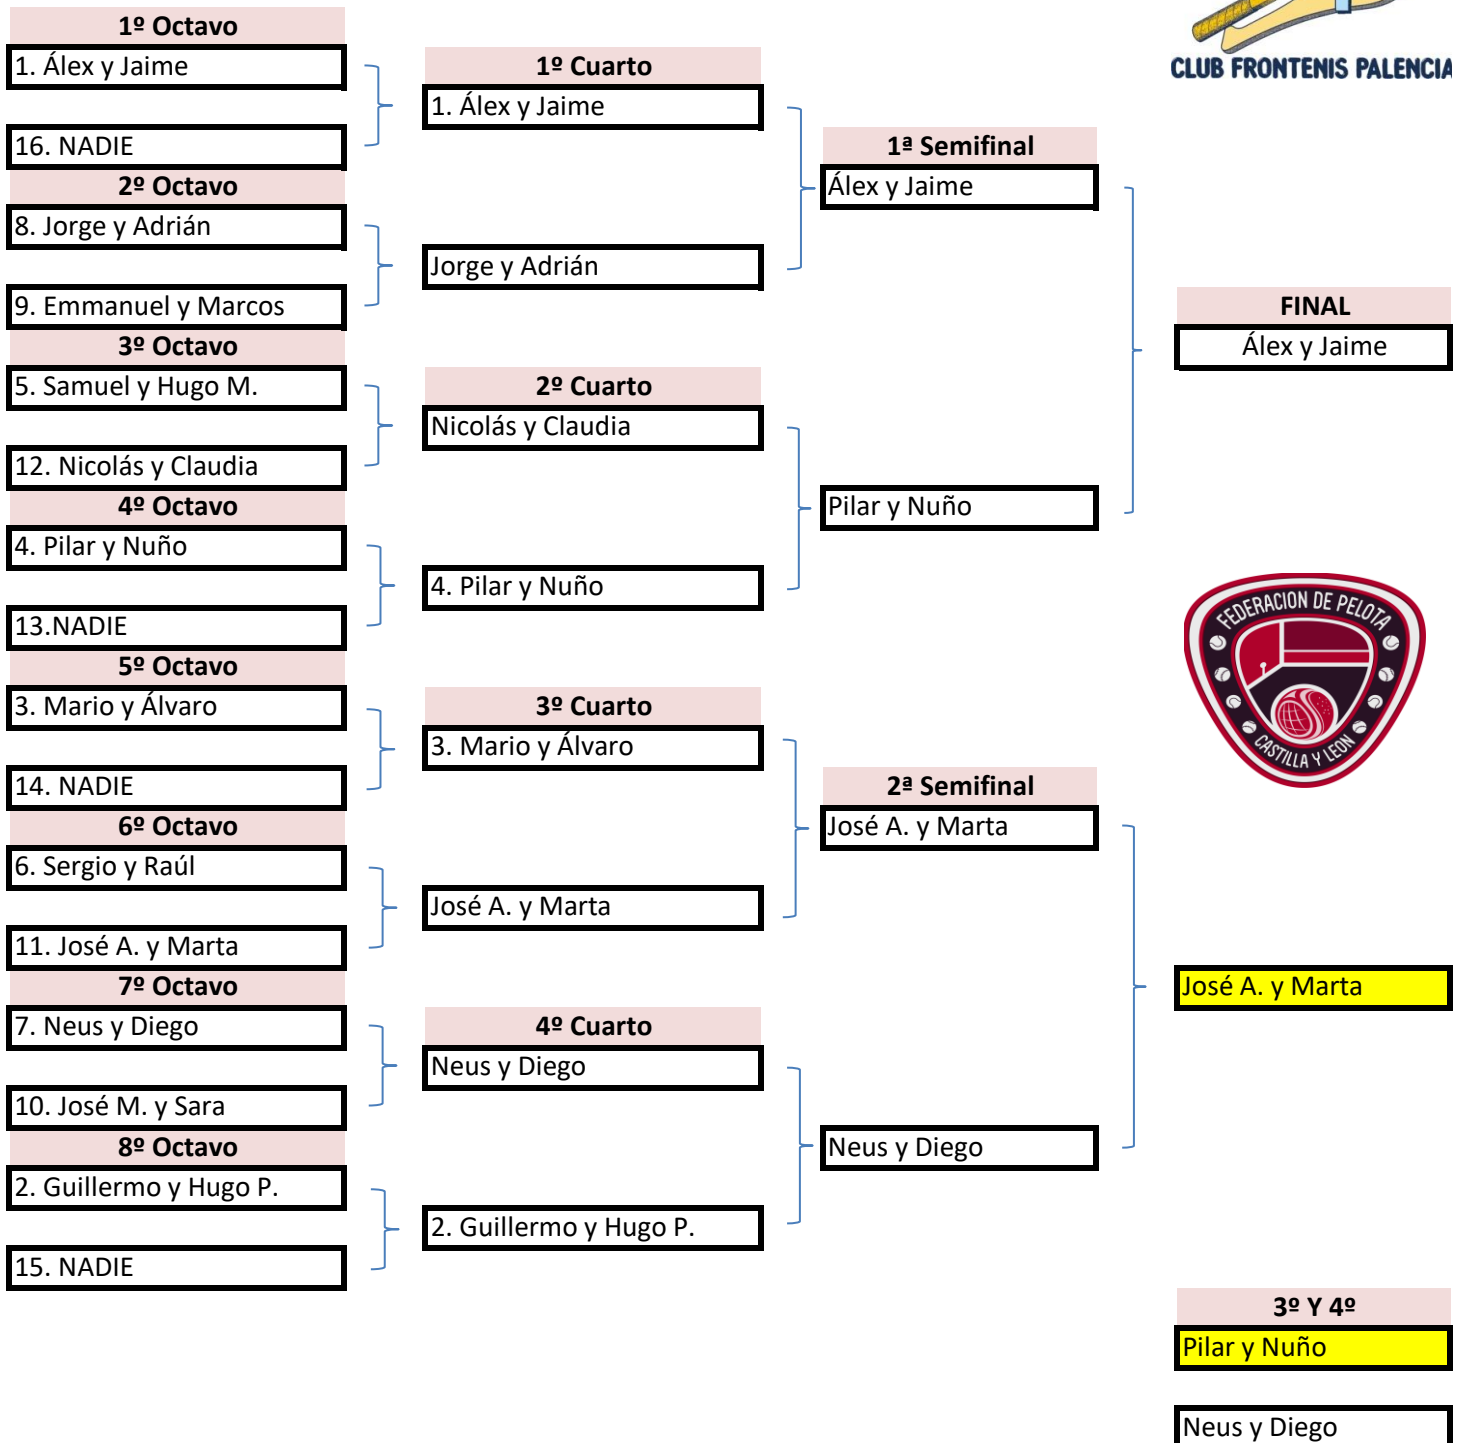 1º Octavo
1. Álex y Jaime
16. NADIE
2º Octavo
8. Jorge y Adrián
9. Emmanuel y Marcos
3º Octavo
5. Samuel y Hugo M.
12. Nicolás y Claudia
4º Octavo
4. Pilar y Nuño
13.NADIE
5º Octavo
3. Mario y Álvaro
14. NADIE
6º Octavo
6. Sergio y Raúl
11. José A. y Marta
7º Octavo
7. Neus y Diego
10. José M. y Sara
8º Octavo
2. Guillermo y Hugo P.
15. NADIE
1º Cuarto
1. Álex y Jaime
Jorge y Adrián
2º Cuarto
Nicolás y Claudia
4. Pilar y Nuño
3º Cuarto
3. Mario y Álvaro
José A. y Marta
4º Cuarto
Neus y Diego
2. Guillermo y Hugo P.
1ª Semifinal
Álex y Jaime
Pilar y Nuño
2ª Semifinal
José A. y Marta
Neus y Diego
CLUB FRONTENIS PALENCIA
FINAL
Álex y Jaime
FEDERACION DE PELOTA
CASTILLA Y LEON
José A. y Marta
3º Y 4º
Pilar y Nuño
Neus y Diego